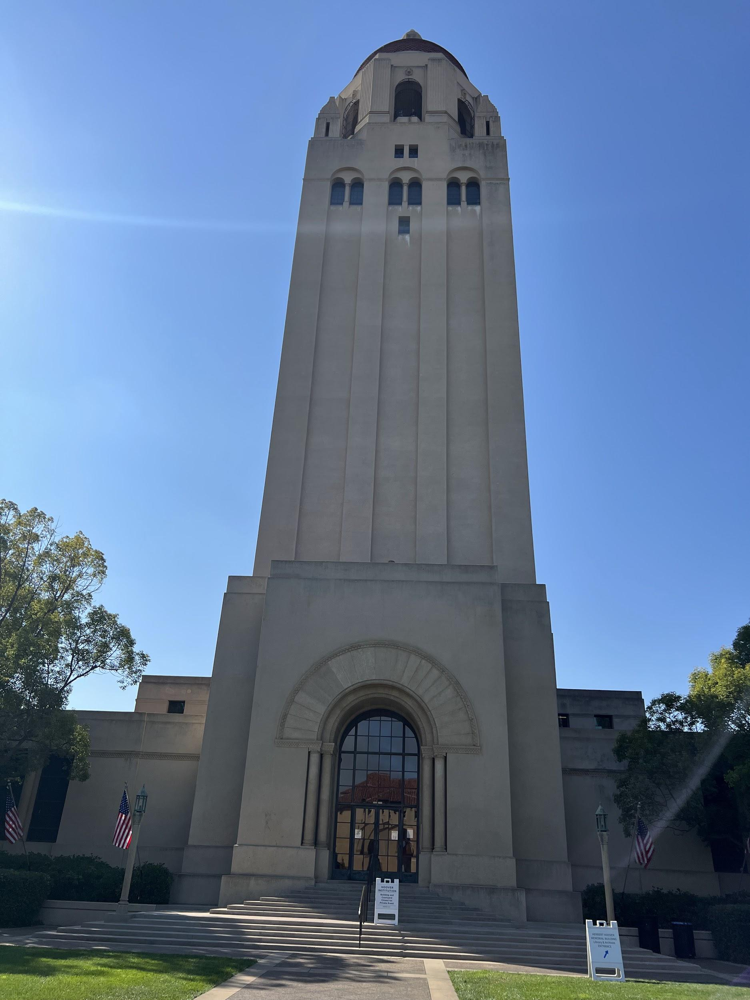 HOOVER
INSTITUTION
Building and
Courtyard
Closed for
Private Event
HERBERT HOOVER
MEMORIAL BUILDING
Library & Archives
ENTRANCE